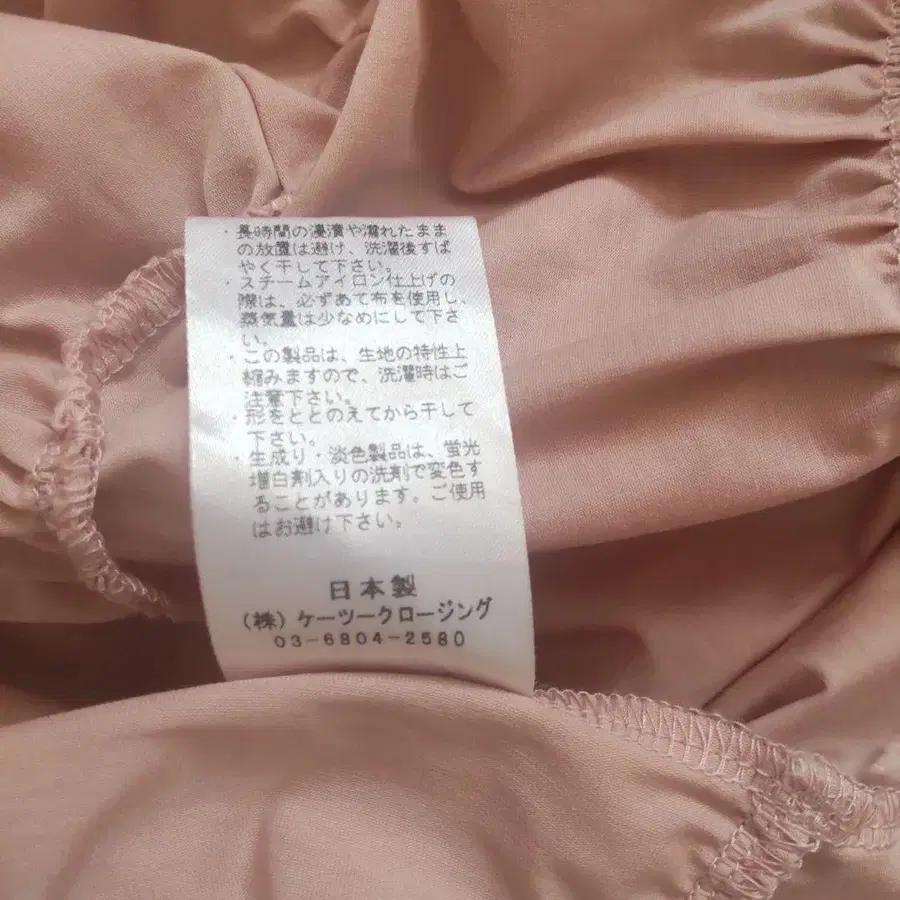 ・長時間の浸漬や濡れたまま
の放置は避け、洗濯後すば
やく干して下さい。
・スチームアイロン仕上げの
際は、必ずあて布を使用し、
蒸気量は少なめにして下さ
い。
・この製品は、生地の特性上
縮みますので、洗濯時はご
注意下さい。
・形をととのえてから干して
下さい。
・生成り・淡色製品は、蛍光
増白剤入りの洗剤で変色す
ることがあります。ご使用
はお避け下さい。
日本製
(株)ケーツークロージング
03-6804-2580